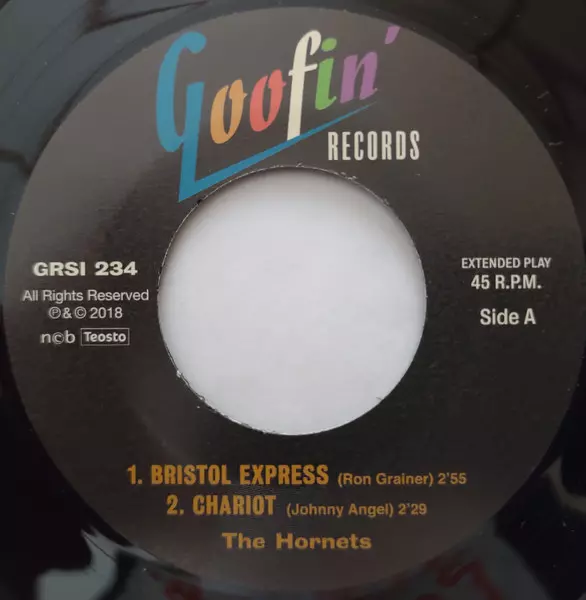 Goofin'
RECORDS
GRSI 234
All Rights Reserved
℗&© 2018
n©b Teosto
EXTENDED PLAY
45 R.P.M.
Side A
1. BRISTOL EXPRESS (Ron Grainer) 2'55
2. CHARIOT (Johnny Angel) 2'29
The Hornets